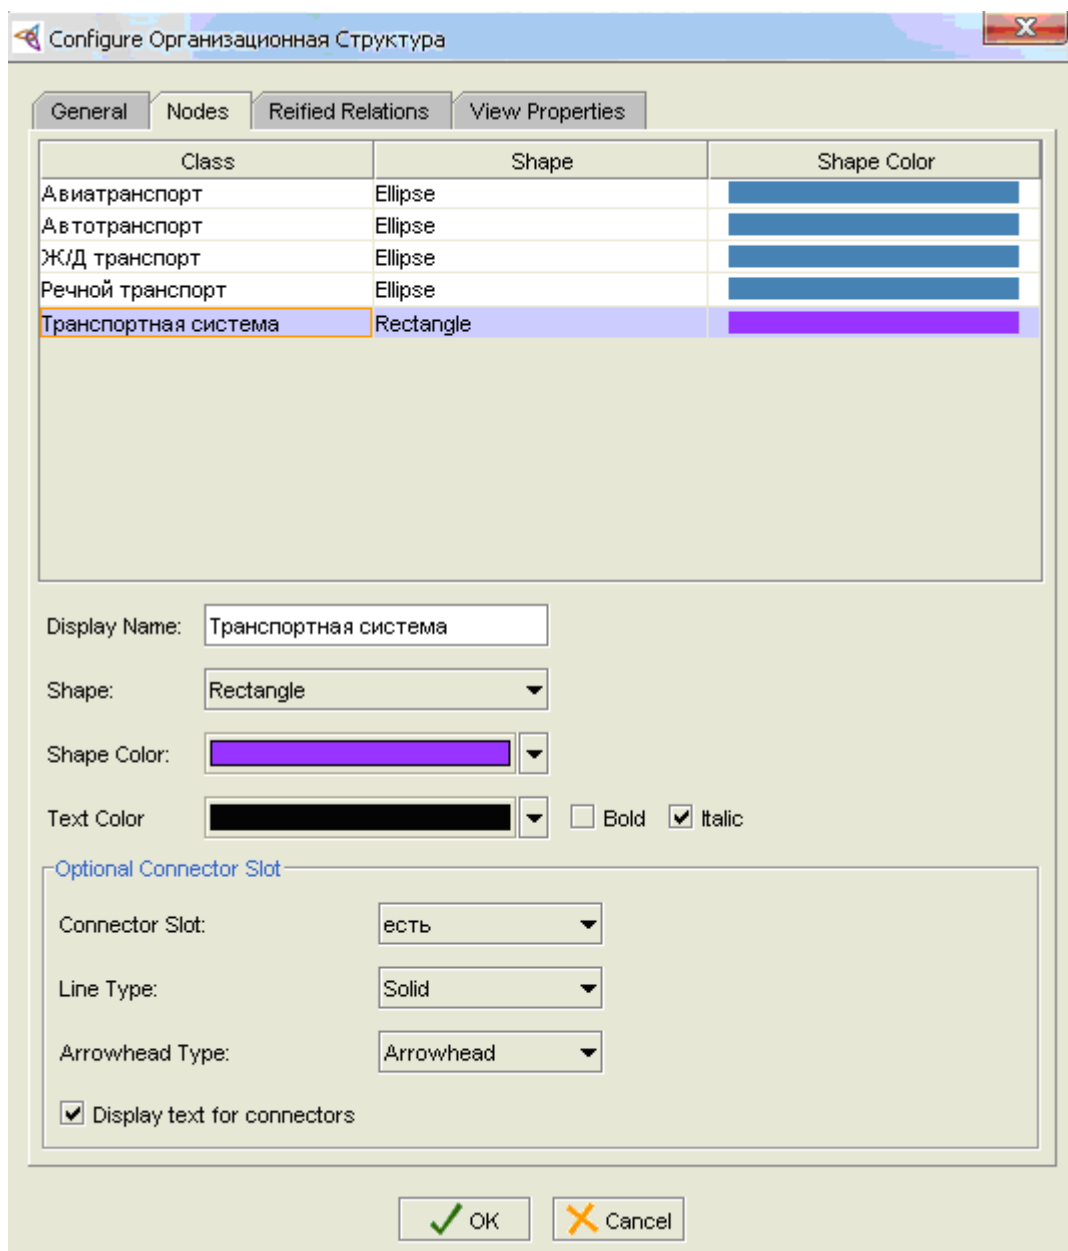 Configure Организационная Структура
General Nodes Reified Relations View Properties
Class Shape Shape Color
Авиатранспорт Ellipse
Автотранспорт Ellipse
Ж/Д транспорт Ellipse
Речной транспорт Ellipse
Транспортная система Rectangle
Display Name: Транспортная система
Shape: Rectangle
Shape Color:
Text Color Bold Italic
Optional Connector Slot
Connector Slot: есть
Line Type: Solid
Arrowhead Type: Arrowhead
Display text for connectors
OK Cancel